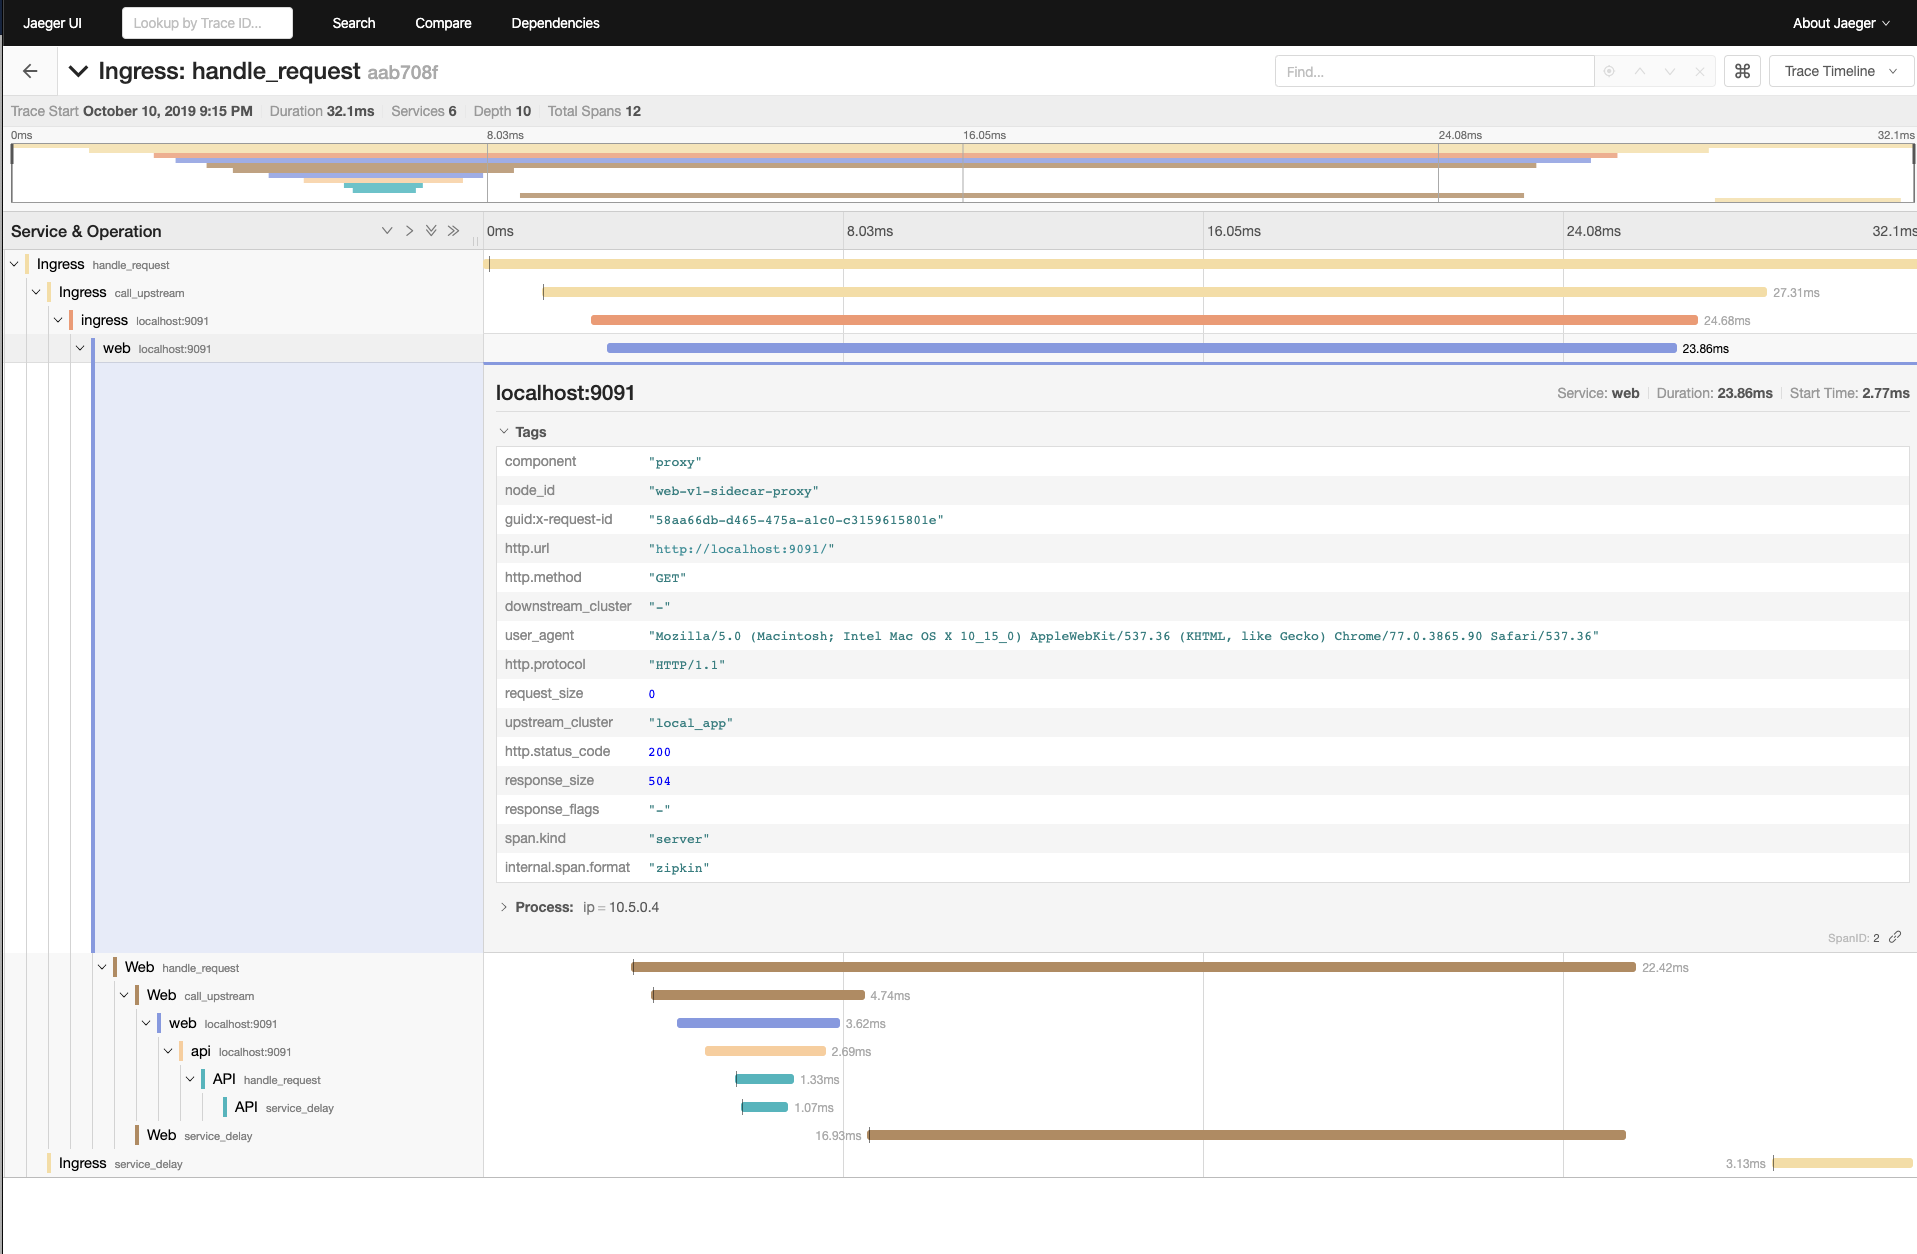 Jaeger UI Lookup by Trace ID... Search Compare Dependencies About Jaeger
Ingress: handle_request aab708f Find... ⌘ Trace Timeline
Trace Start October 10, 2019 9:15 PM Duration 32.1ms Services 6 Depth 10 Total Spans 12
0ms 8.03ms 16.05ms 24.08ms 32.1ms
Service & Operation 0ms 8.03ms 16.05ms 24.08ms 32.1ms
Ingress handle_request
Ingress call_upstream 27.31ms
ingress localhost:9091 24.68ms
web localhost:9091 23.86ms
localhost:9091 Service: web Duration: 23.86ms Start Time: 2.77ms
Tags
component "proxy"
node_id "web-v1-sidecar-proxy"
guid:x-request-id "58aa66db-d465-475a-a1c0-c3159615801e"
http.url "http://localhost:9091/"
http.method "GET"
downstream_cluster "-"
user_agent "Mozilla/5.0 (Macintosh; Intel Mac OS X 10_15_0) AppleWebKit/537.36 (KHTML, like Gecko) Chrome/77.0.3865.90 Safari/537.36"
http.protocol "HTTP/1.1"
request_size 0
upstream_cluster "local_app"
http.status_code 200
response_size 504
response_flags "-"
span.kind "server"
internal.span.format "zipkin"
Process: ip = 10.5.0.4
SpanID: 2
Web handle_request 22.42ms
Web call_upstream 4.74ms
web localhost:9091 3.62ms
api localhost:9091 2.69ms
API handle_request 1.33ms
API service_delay 1.07ms
Web service_delay 16.93ms
Ingress service_delay 3.13ms